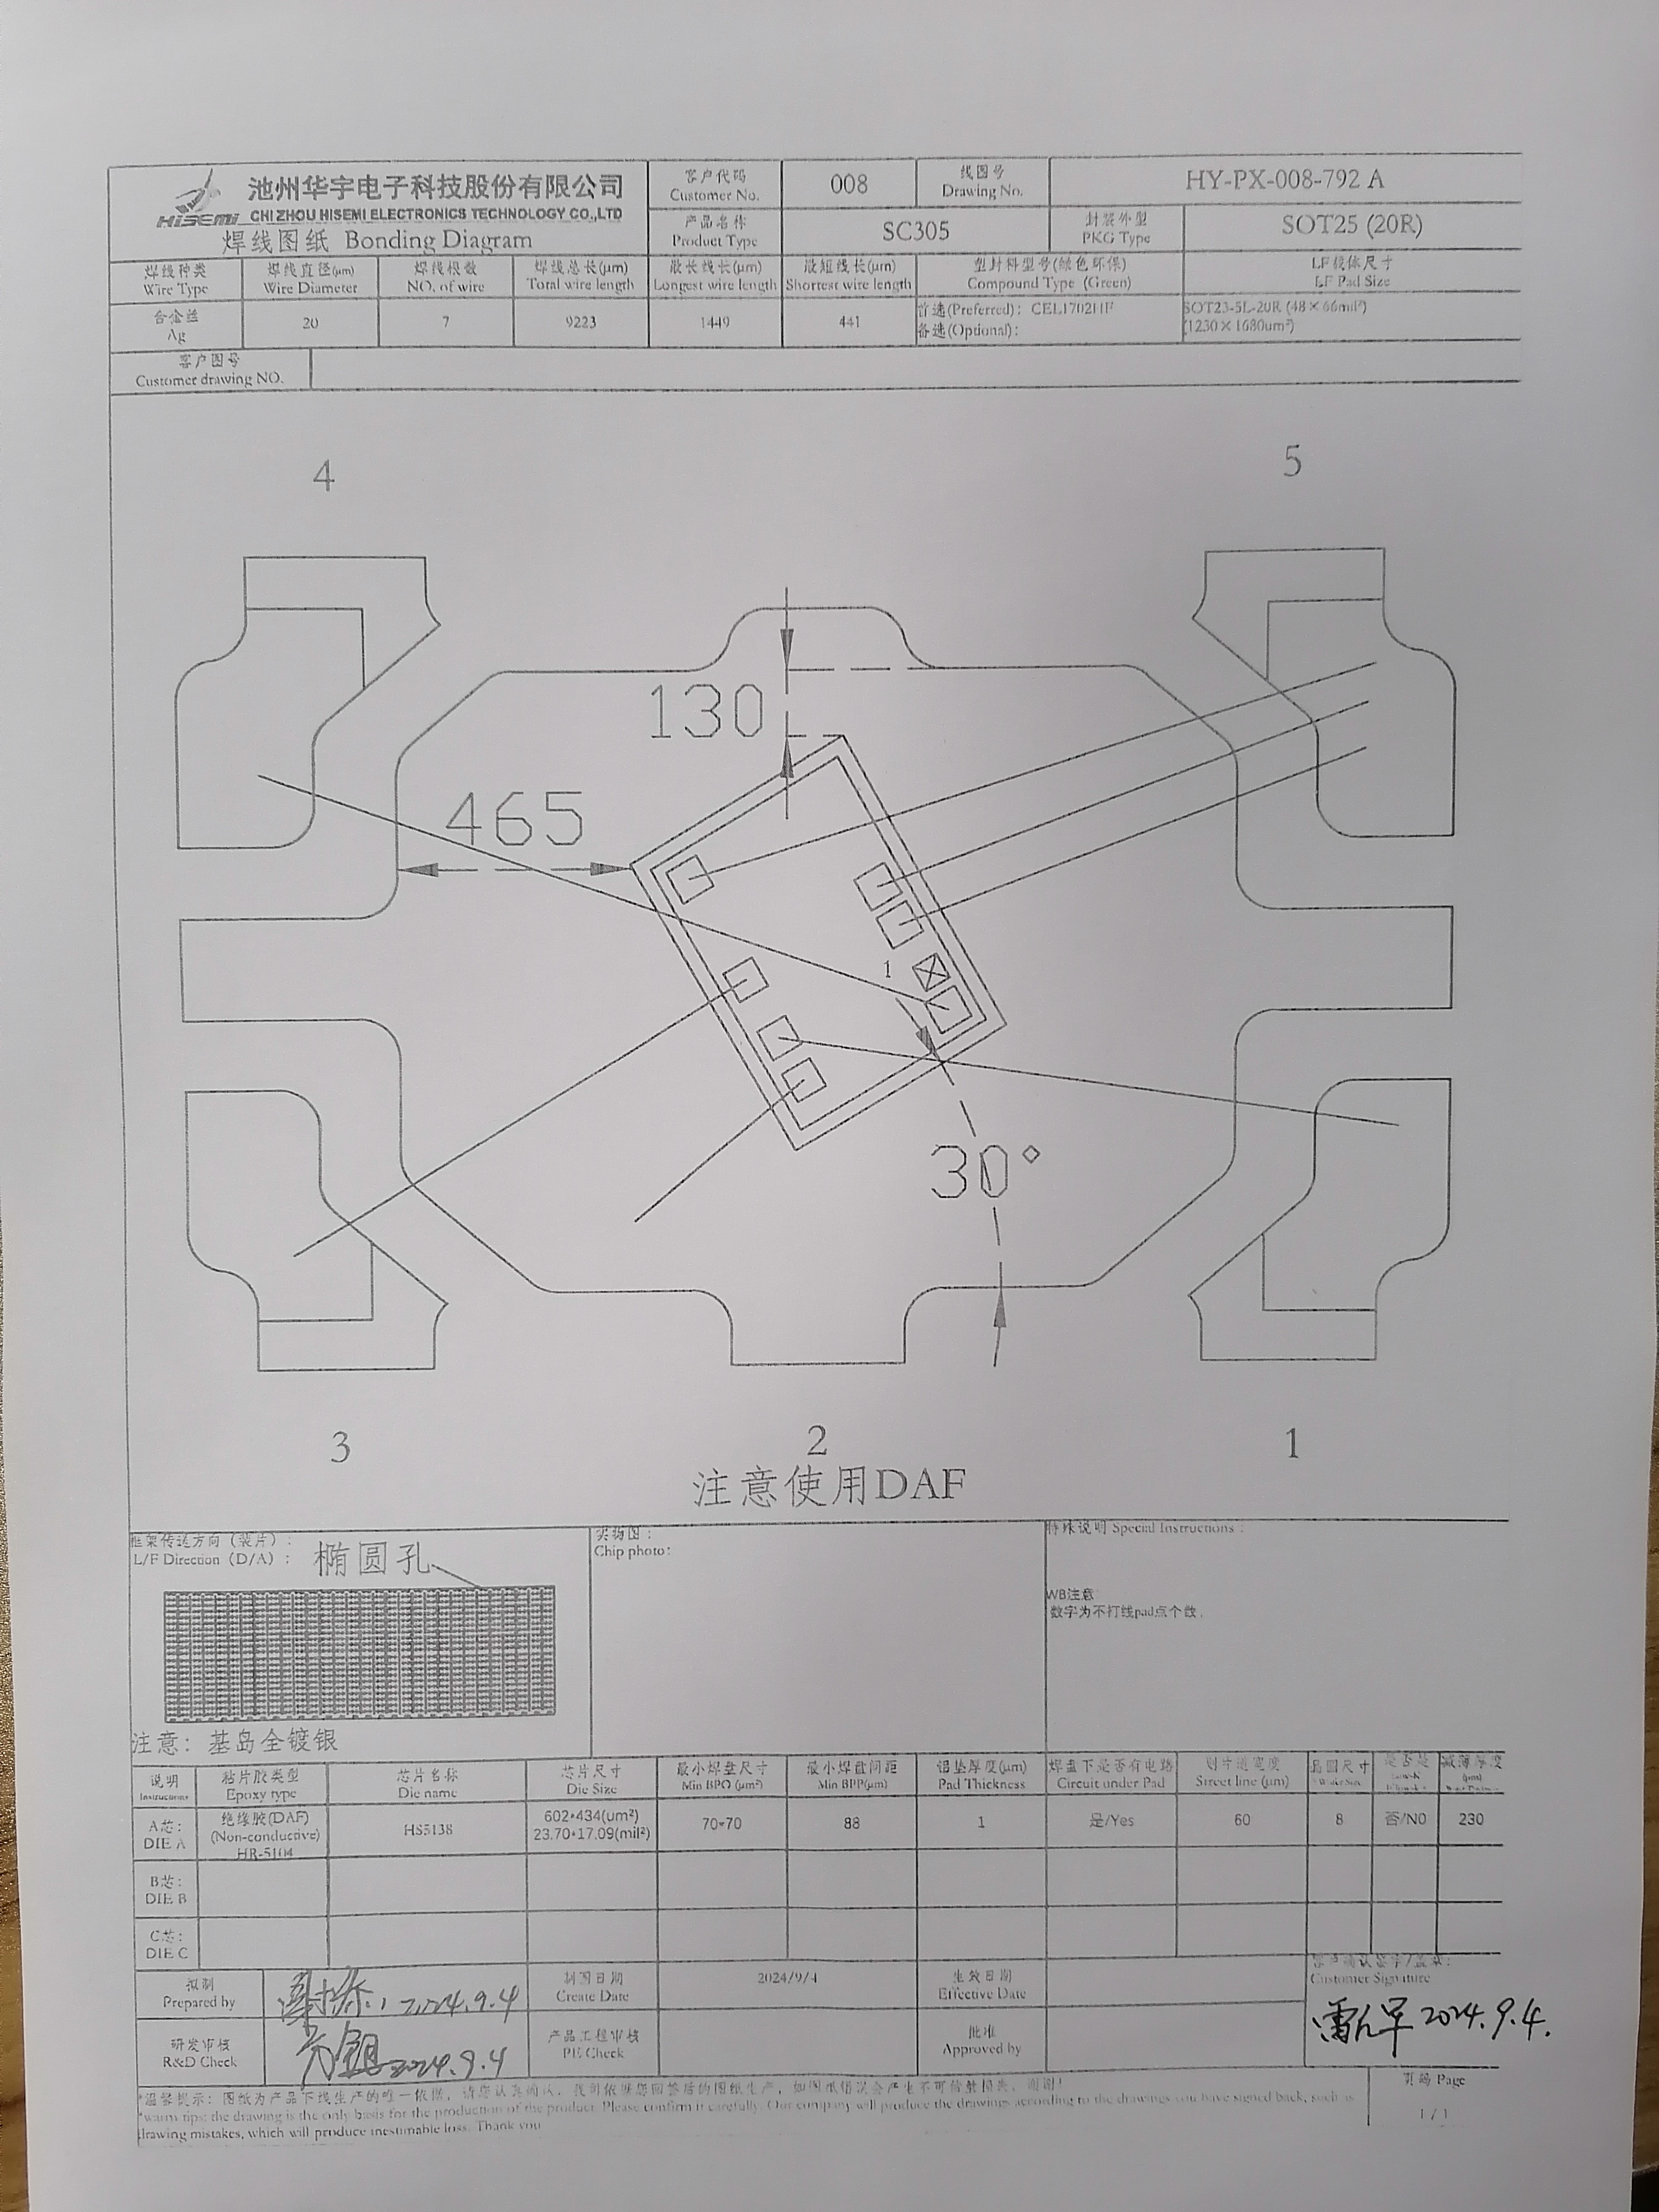 池州华宇电子科技股份有限公司
HISEMI CHI ZHOU HISEMI ELECTRONICS TECHNOLOGY CO.,LTD
焊线图纸 Bonding Diagram
客户代码
Customer No.
008
线图号
Drawing No.
HY-PX-008-792 A
产品名称
Product Type
SC305
封装外型
PKG Type
SOT25 (20R)
焊线种类
Wire Type
焊线直径(μm)
Wire Diameter
焊线根数
NO. of wire
焊线总长(μm)
Toral wire length
最长线长(μm)
Longest wire length
最短线长(μm)
Shortest wire length
塑封料型号(绿色环保)
Compound Type (Green)
LF载体尺寸
LF Pad Size
合金丝
Ag
20
7
9223
1449
441
首选(Preferred): CEL1702HF
备选(Optional):
SOT23-5L-20R (48×66mil²)
(1230×1680um²)
客户图号
Customer drawing NO.
4
5
130
465
1
30°
3
2
1
注意使用DAF
框架传送方向（装片）:
L/F Direction（D/A）:
椭圆孔
注意: 基岛全镀银
实物图:
Chip photo:
特殊说明 Special Instructions:
WB注意
数字为不打线pad点个数.
说明
Instructions
粘片胶类型
Epoxy type
芯片名称
Die name
芯片尺寸
Die Size
最小焊盘尺寸
Min BPO (μm²)
最小焊盘间距
Min BPP(μm)
铝垫厚度(μm)
Pad Thickness
焊盘下是否有电路
Circuit under Pad
划片道宽度
Street line (μm)
晶圆尺寸
减薄厚度
(μm)
A芯:
DIE A
绝缘胶(DAF)
(Non-conductive)
HR-5104
HS5138
602*434(um²)
23.70*17.09(mil²)
70*70
88
1
是/Yes
60
8
否/NO
230
B芯:
DIE B
C芯:
DIE C
拟制
Prepared by
2024.9.4
制图日期
Create Date
2024/9/4
生效日期
Effective Date
客户确认签字/盖章:
Customer Signature
2024.9.4.
研发审核
R&D Check
2024.9.4
产品工程审核
PE Check
批准
Approved by
*温馨提示: 图纸为产品下线生产的唯一依据, 请您认真确认, 我司依据您回签后的图纸生产, 如图纸错误会产生不可估量损失, 谢谢!
*warm tips: the drawing is the only basis for the production of the product. Please confirm it carefully. Our company will produce the drawings according to the drawings you have signed back, such as
drawing mistakes, which will produce inestimable loss. Thank you
页码 Page
1 / 1